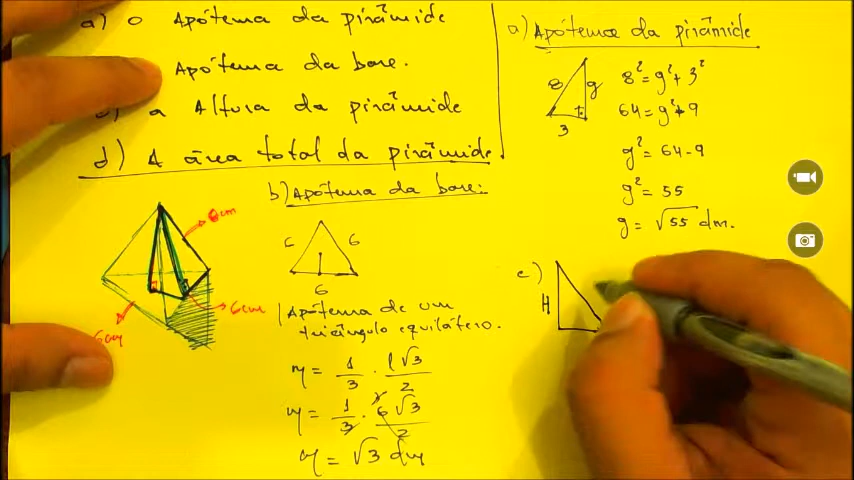 a) o Apótema da pirâmide
Apótema da base.
a Altura da pirâmide
d) A área total da pirâmide
a) Apótema da pirâmide
8 g 3
8² = g² + 3²
64 = g² + 9
g² = 64 - 9
g² = 55
g = √55 dm.
b) Apótema da base:
6 6
6
Apótema de um
triângulo equilátero.
m = 1/3 · l√3/2
m = 1/3 · 6√3/2
m = √3 dm
6cm
c)
H